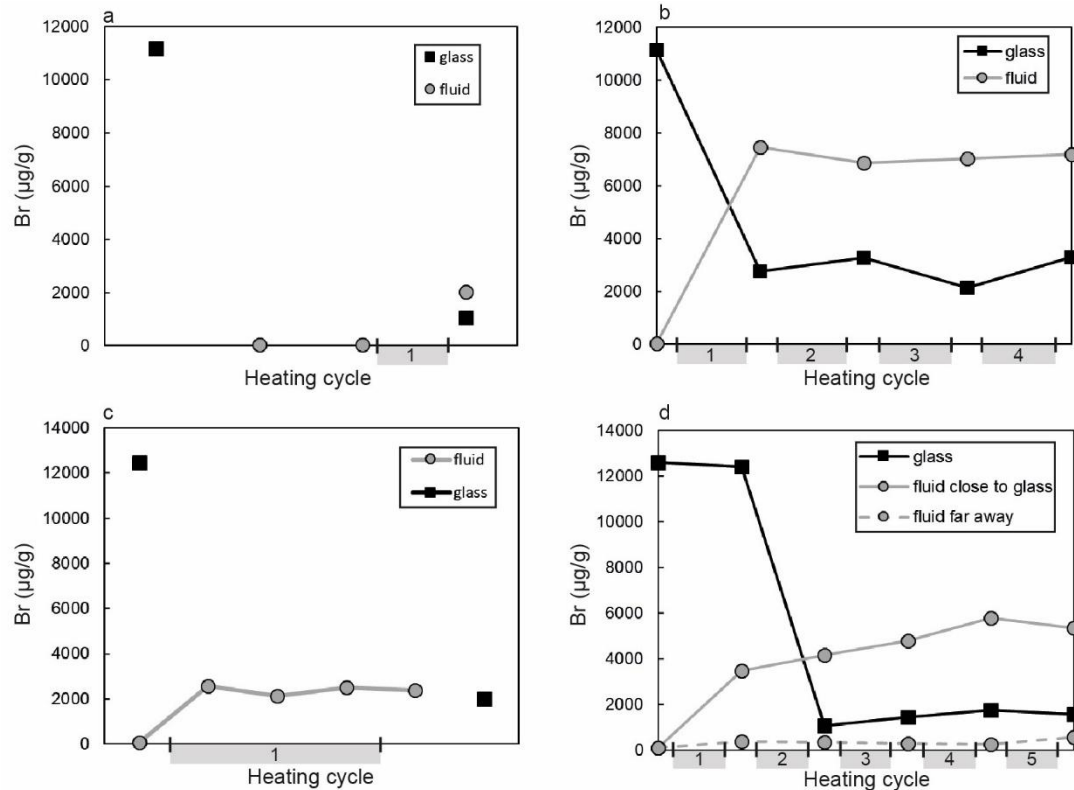 a
12000
10000
8000
6000
4000
2000
0
Br (µg/g)
glass
fluid
1
Heating cycle
b
12000
10000
8000
6000
4000
2000
0
Br (µg/g)
glass
fluid
1 2 3 4
Heating cycle
c
14000
12000
10000
8000
6000
4000
2000
0
Br (µg/g)
fluid
glass
1
Heating cycle
d
14000
12000
10000
8000
6000
4000
2000
0
Br (µg/g)
glass
fluid close to glass
fluid far away
1 2 3 4 5
Heating cycle